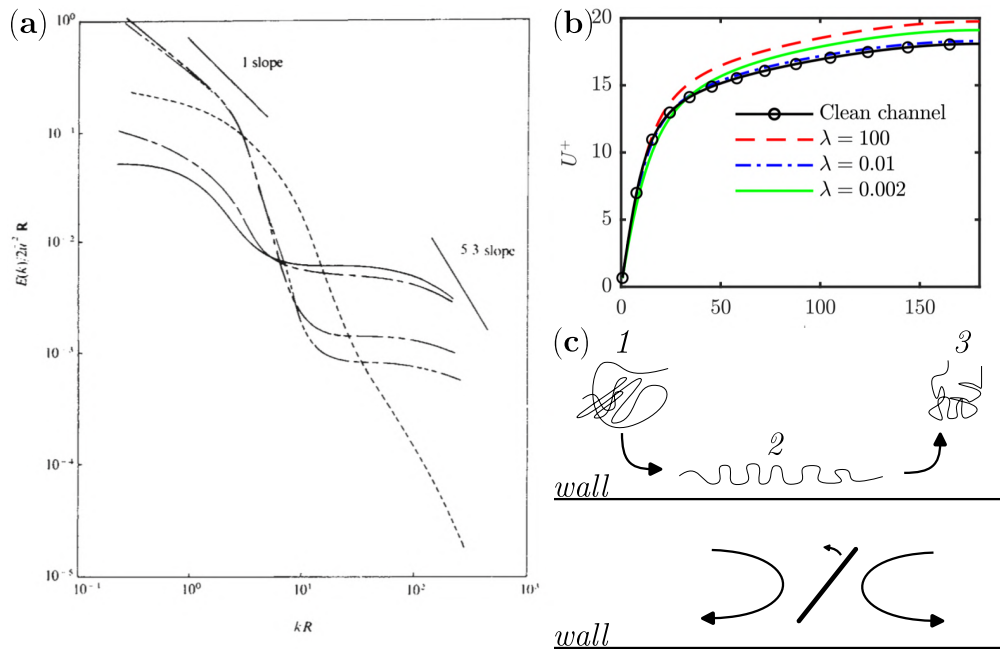 (a)
10⁰
10⁻¹
10⁻²
10⁻³
10⁻⁴
10⁻⁵
10⁻¹
10⁰
10¹
10²
10³
kR
1 slope
5 3 slope
(b)
20
15
10
5
0
0
50
100
150
U⁺
Clean channel
λ = 100
λ = 0.01
λ = 0.002
(c)
1
3
2
wall
wall